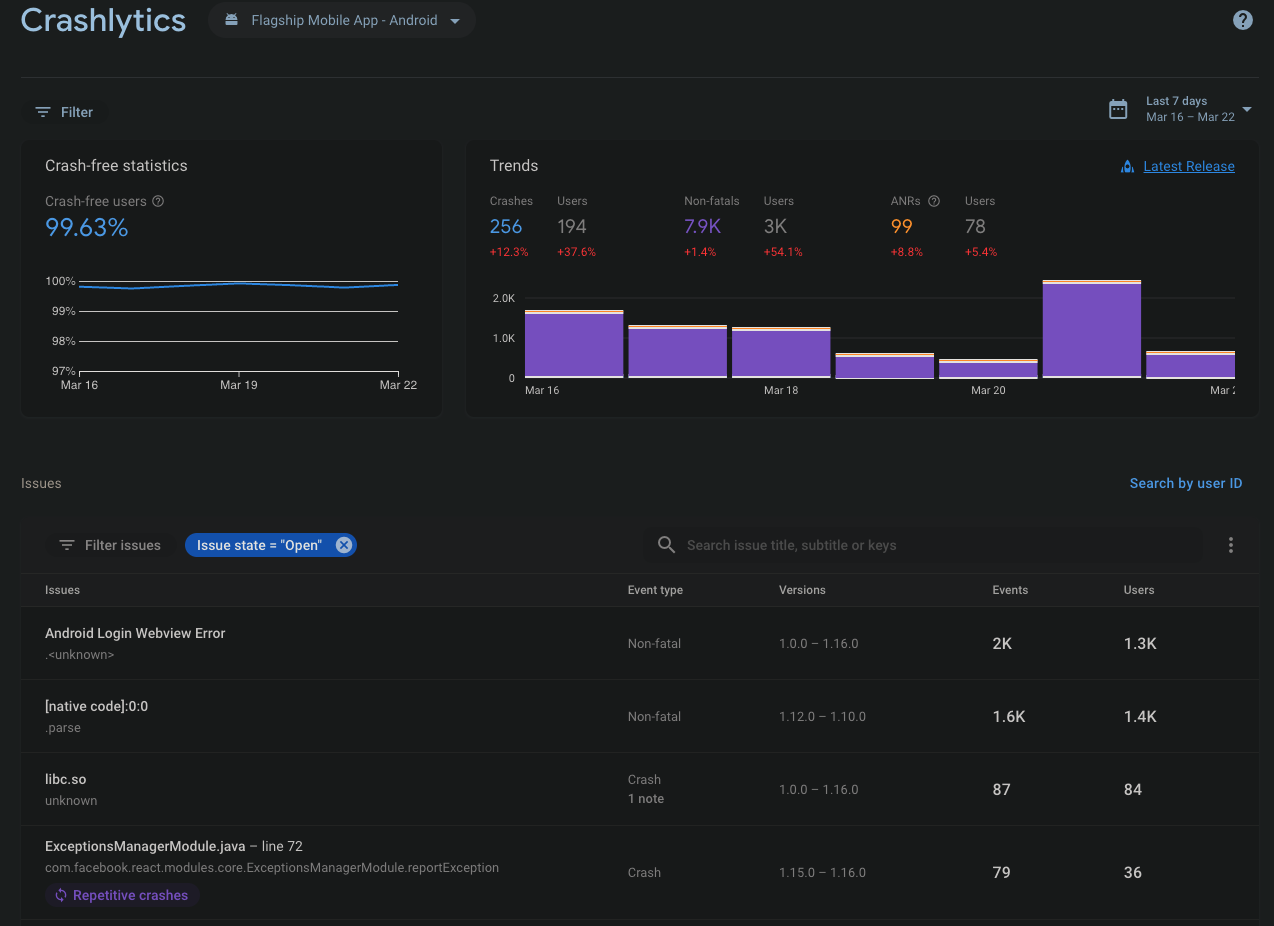 Crashlytics
Flagship Mobile App - Android
Filter
Last 7 days
Mar 16 – Mar 22
Crash-free statistics
Crash-free users
99.63%
100%
99%
98%
97%
Mar 16 Mar 19 Mar 22
Trends
Latest Release
Crashes Users Non-fatals Users ANRs Users
256 194 7.9K 3K 99 78
+12.3% +37.6% +1.4% +54.1% +8.8% +5.4%
2.0K
1.0K
0
Mar 16 Mar 18 Mar 20 Mar
Issues
Search by user ID
Filter issues
Issue state = "Open"
Search issue title, subtitle or keys
Issues Event type Versions Events Users
Android Login Webview Error
.<unknown>
Non-fatal 1.0.0 – 1.16.0 2K 1.3K
[native code]:0:0
.parse
Non-fatal 1.12.0 – 1.10.0 1.6K 1.4K
libc.so
unknown
Crash
1 note
1.0.0 – 1.16.0 87 84
ExceptionsManagerModule.java – line 72
com.facebook.react.modules.core.ExceptionsManagerModule.reportException
Repetitive crashes
Crash 1.15.0 – 1.16.0 79 36